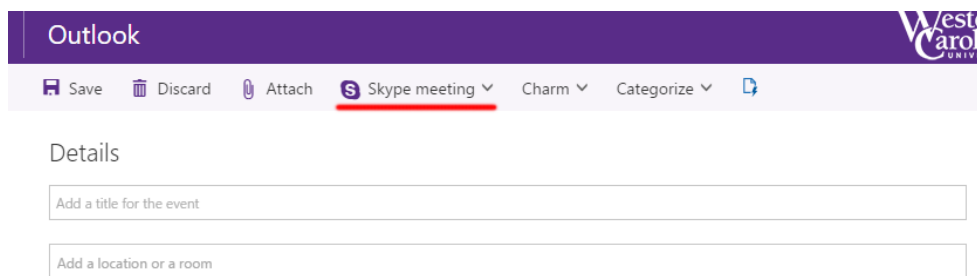 Outlook
Save Discard Attach Skype meeting Charm Categorize
Details
Add a title for the event
Add a location or a room